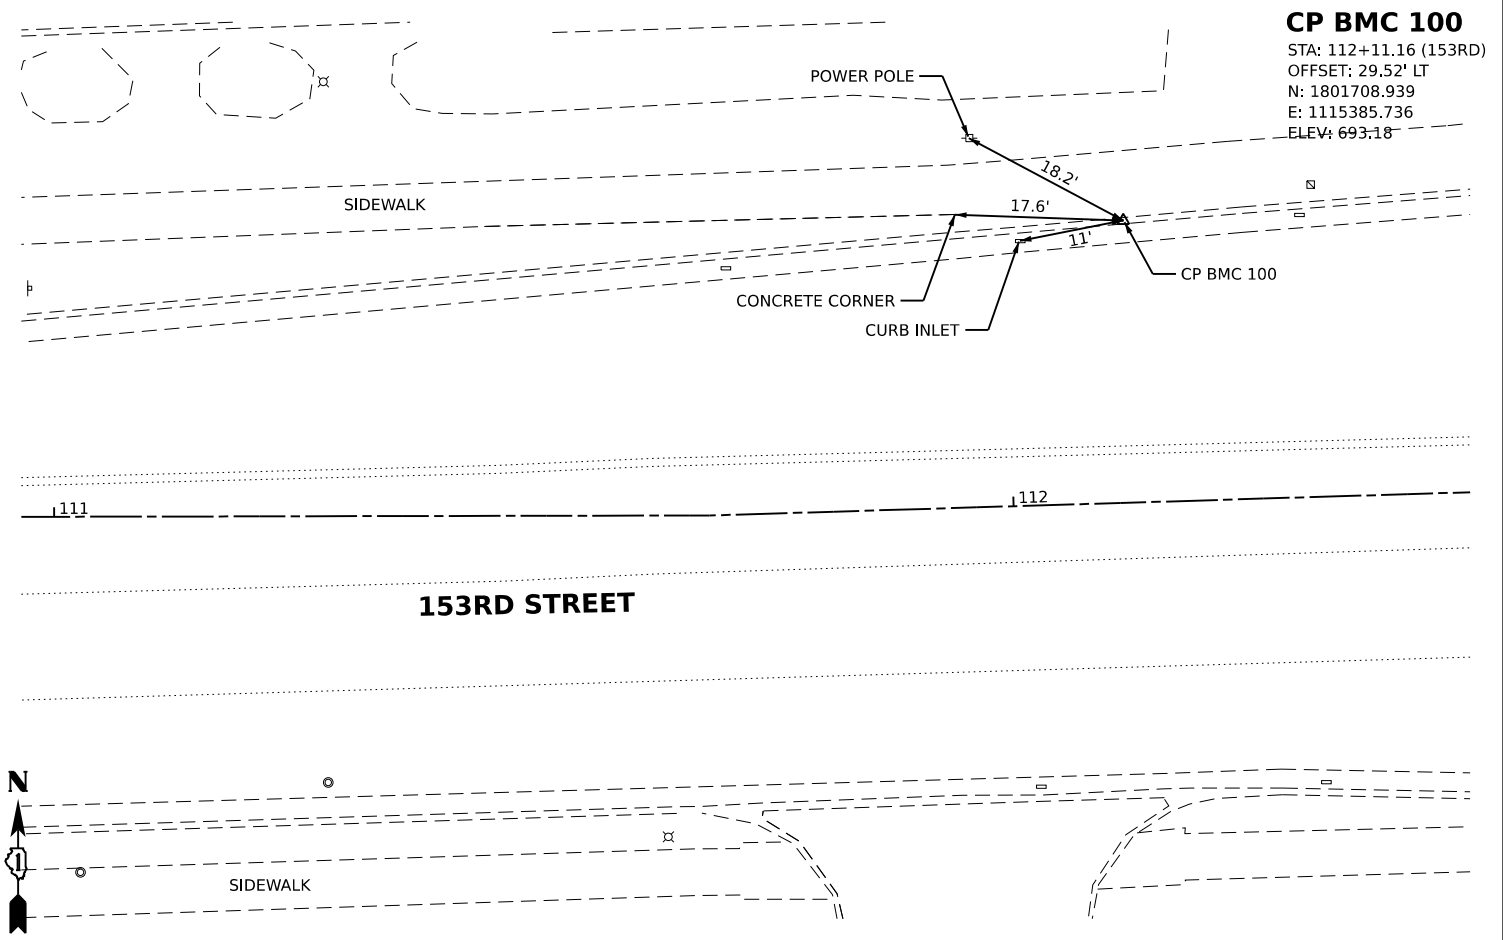 CP BMC 100
STA: 112+11.16 (153RD)
OFFSET: 29.52' LT
N: 1801708.939
E: 1115385.736
ELEV: 693.18
POWER POLE
18.2'
SIDEWALK
17.6'
11'
CP BMC 100
CONCRETE CORNER
CURB INLET
111
112
153RD STREET
N
1
SIDEWALK